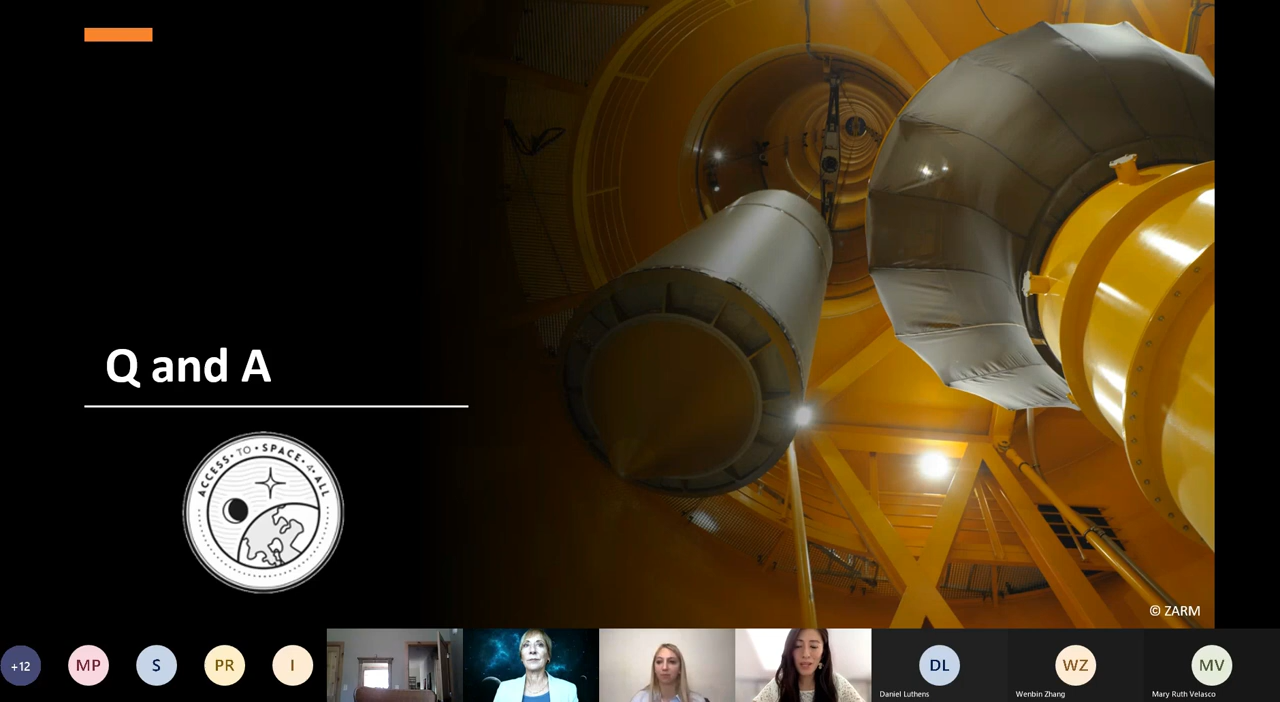 Q and A
ACCESS • TO • SPACE • 4 • ALL
© ZARM
+12
MP
S
PR
I
DL
Daniel Luthens
WZ
Wenbin Zhang
MV
Mary Ruth Velasco